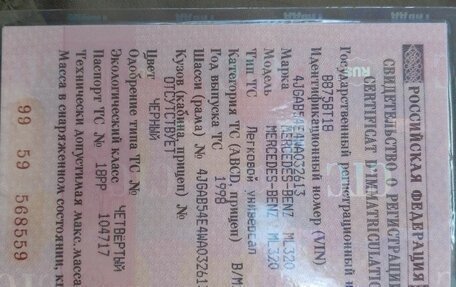 РОССИЙСКАЯ ФЕДЕРАЦИЯ
RUS
СВИДЕТЕЛЬСТВО О РЕГИСТРАЦИИ
CERTIFICAT D'IMMATRICULATION
Государственный регистрационный
В875ВТ18
Идентификационный номер (VIN)
4JGAB54E4WA032613
Марка MERCEDES-BENZ ML320
Модель MERCEDES-BENZ ML320
Тип ТС Легковой универсал
Категория ТС (ABCD, прицеп) B/M
Год выпуска ТС 1998
Шасси (рама) № 4JGAB54E4WA032613
Кузов (кабина, прицеп) №
ОТСУТСТВУЕТ
Цвет ЧЕРНЫЙ
Одобрение типа ТС №
Экологический класс ЧЕТВЕРТЫЙ
Паспорт ТС № 18РР 104717
Технически допустимая макс. масса
Масса в снаряженном состоянии,
99 59 568559